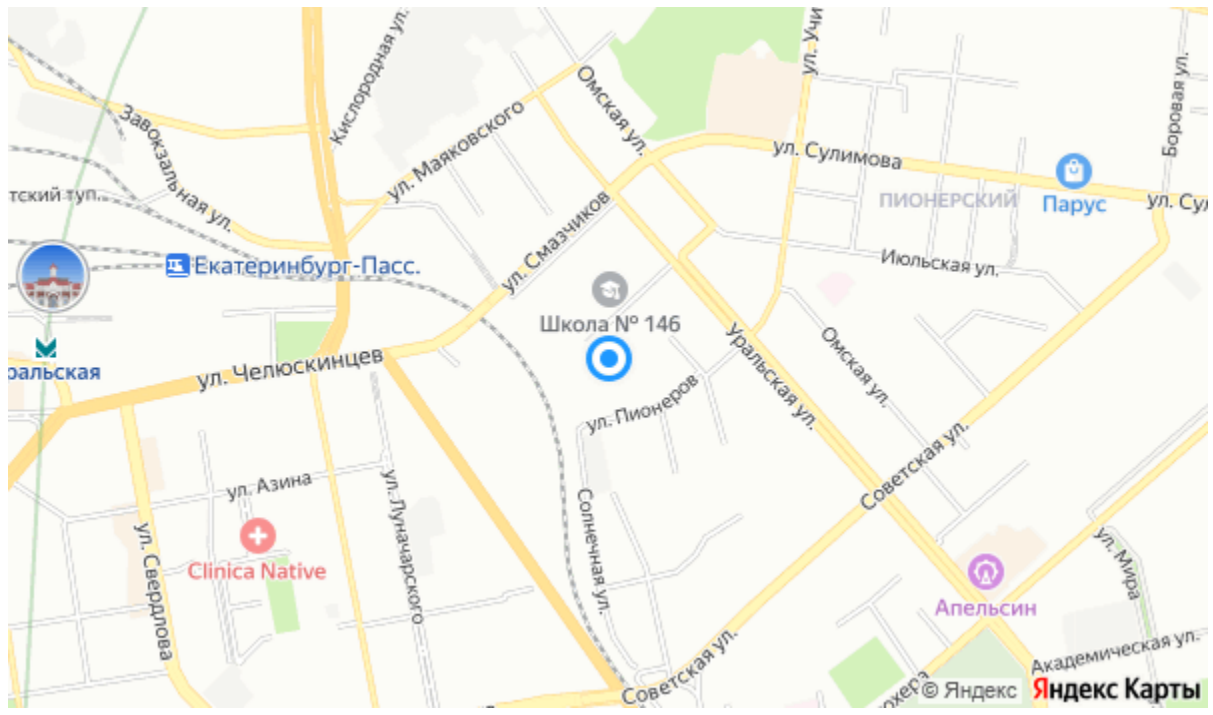 Кислородная ул.
Омская ул.
ул. Учи
Боровая ул.
Завокзальная ул.
ул. Маяковского
ул. Сулимова
тский туп.
ПИОНЕРСКИЙ
Парус
ул. Сул
ул. Смазчиков
Екатеринбург-Пасс.
Июльская ул.
Школа № 146
ральская
ул. Челюскинцев
Уральская ул.
Омская ул.
ул. Пионеров
ул. Азина
Советская ул.
ул. Луначарского
Солнечная ул.
ул. Свердлова
Clinica Native
ул. Мира
Апельсин
Советская ул.
Академическая ул.
охера
© Яндекс Яндекс Карты